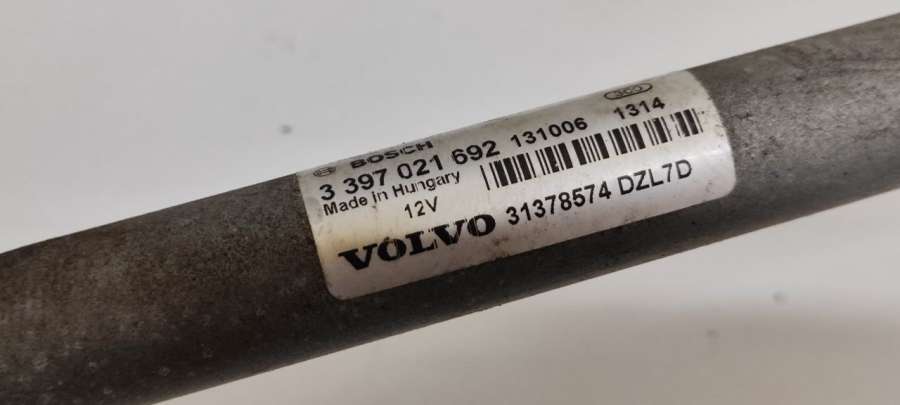 BOSCH
3 397 021 692 131006 1314
Made in Hungary
12V
VOLVO 31378574 DZL7D